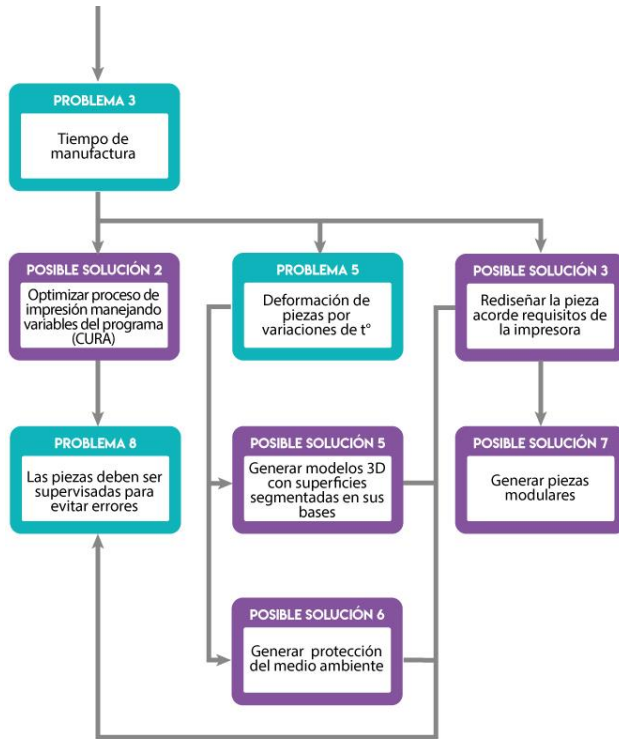 PROBLEMA 3
Tiempo de
manufactura
POSIBLE SOLUCIÓN 2
Optimizar proceso de
impresión manejando
variables del programa
(CURA)
PROBLEMA 5
Deformación de
piezas por
variaciones de t°
POSIBLE SOLUCIÓN 3
Rediseñar la pieza
acorde requisitos de
la impresora
PROBLEMA 8
Las piezas deben ser
supervisadas para
evitar errores
POSIBLE SOLUCIÓN 5
Generar modelos 3D
con superficies
segmentadas en sus
bases
POSIBLE SOLUCIÓN 7
Generar piezas
modulares
POSIBLE SOLUCIÓN 6
Generar protección
del medio ambiente